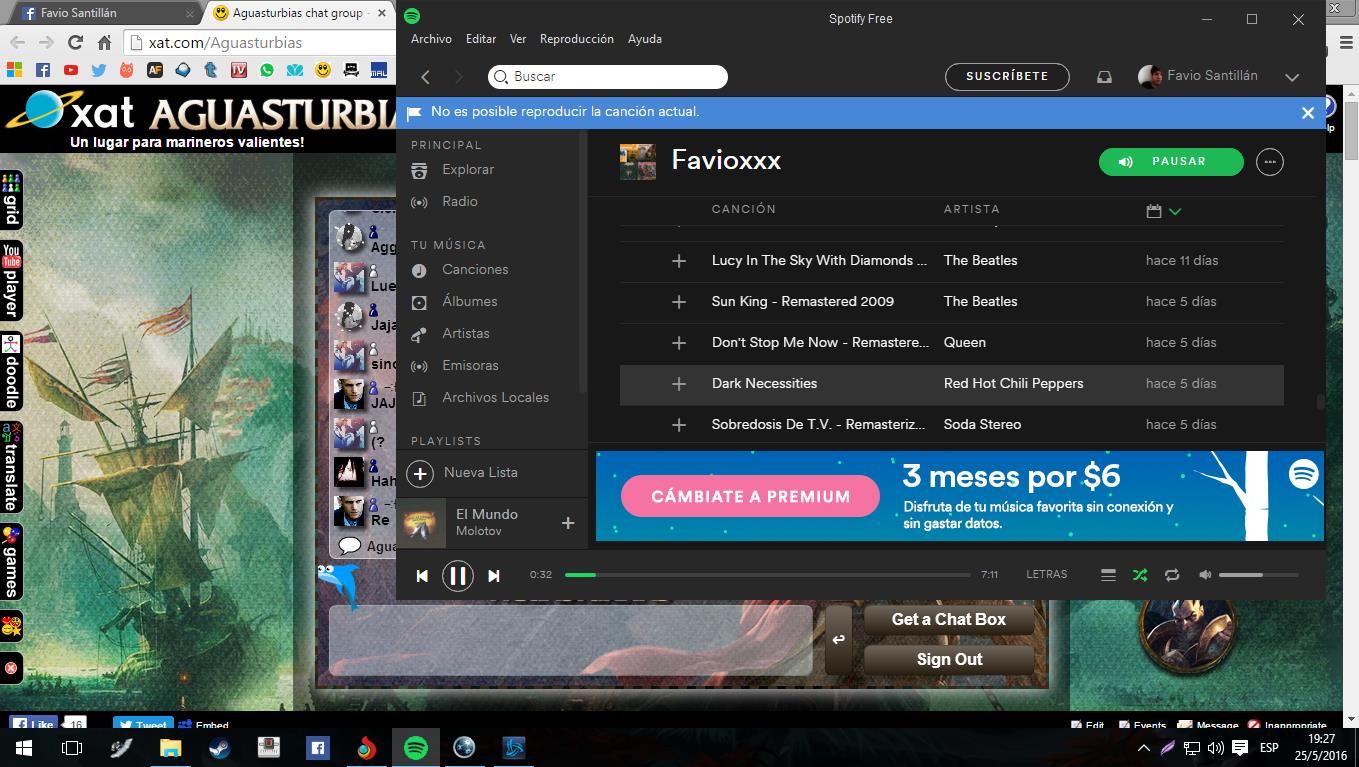 Favio Santillán
Aguasturbias chat group -
xat.com/Aguasturbias
xat AGUASTURBIA
Un lugar para marineros valientes!
grid
You Tube player
doodle
translate
games
Agg
Lue
Jaja
sinc
JAJ
(?
Hah
Re
Agua
Spotify Free
Archivo Editar Ver Reproducción Ayuda
Buscar
SUSCRÍBETE
Favio Santillán
No es posible reproducir la canción actual.
PRINCIPAL
Explorar
Radio
TU MÚSICA
Canciones
Álbumes
Artistas
Emisoras
Archivos Locales
PLAYLISTS
Nueva Lista
El Mundo
Molotov
Favioxxx
PAUSAR
CANCIÓN ARTISTA
Lucy In The Sky With Diamonds ... The Beatles hace 11 días
Sun King - Remastered 2009 The Beatles hace 5 días
Don't Stop Me Now - Remastere... Queen hace 5 días
Dark Necessities Red Hot Chili Peppers hace 5 días
Sobredosis De T.V. - Remasteriz... Soda Stereo hace 5 días
CÁMBIATE A PREMIUM
3 meses por $6
Disfruta de tu música favorita sin conexión y
sin gastar datos.
0:32 7:11 LETRAS
lp
Get a Chat Box
Sign Out
Like 16 Tweet Embed
Edit Events Message Inappropriate
ESP
19:27
25/5/2016